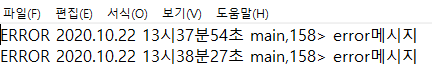 파일(F) 편집(E) 서식(O) 보기(V) 도움말(H)
ERROR 2020.10.22 13시37분54초 main,158> error메시지
ERROR 2020.10.22 13시38분27초 main,158> error메시지